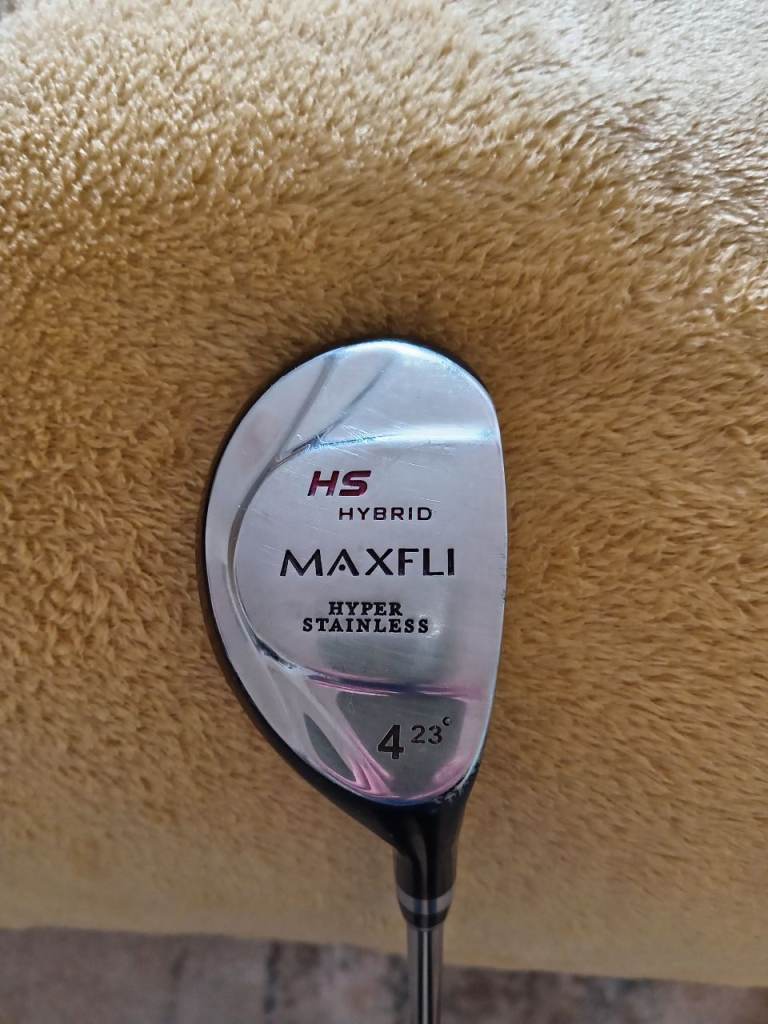 HS
HYBRID
MAXFLI
HYPER
STAINLESS
4 23°